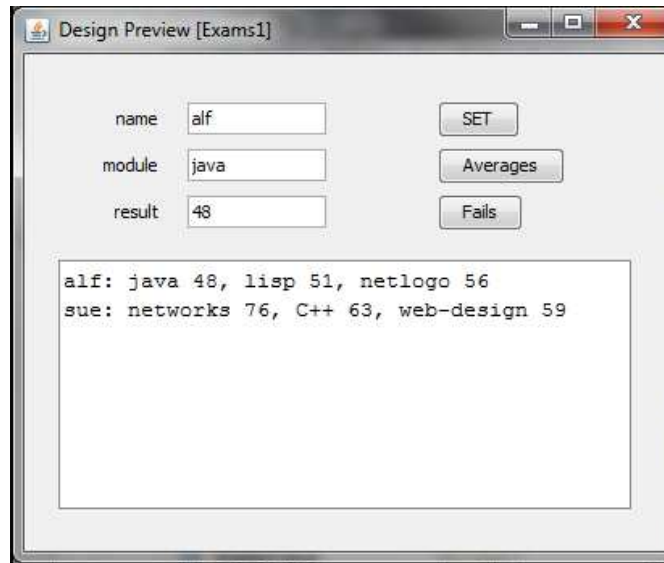 Design Preview [Exams1]
name alf SET
module java Averages
result 48 Fails
alf: java 48, lisp 51, netlogo 56
sue: networks 76, C++ 63, web-design 59